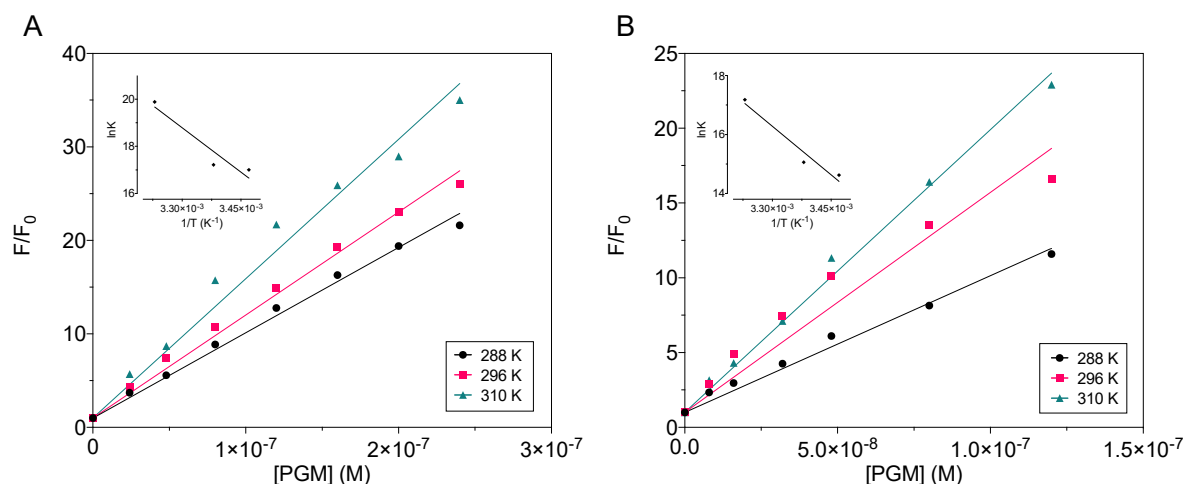 A
F/F₀
40
30
20
10
0
0
1×10⁻⁷
2×10⁻⁷
3×10⁻⁷
[PGM] (M)
lnK
20
18
16
3.30×10⁻³
3.45×10⁻³
1/T (K⁻¹)
288 K
296 K
310 K
B
F/F₀
25
20
15
10
5
0
0.0
5.0×10⁻⁸
1.0×10⁻⁷
1.5×10⁻⁷
[PGM] (M)
lnK
18
16
14
3.30×10⁻³
3.45×10⁻³
1/T (K⁻¹)
288 K
296 K
310 K